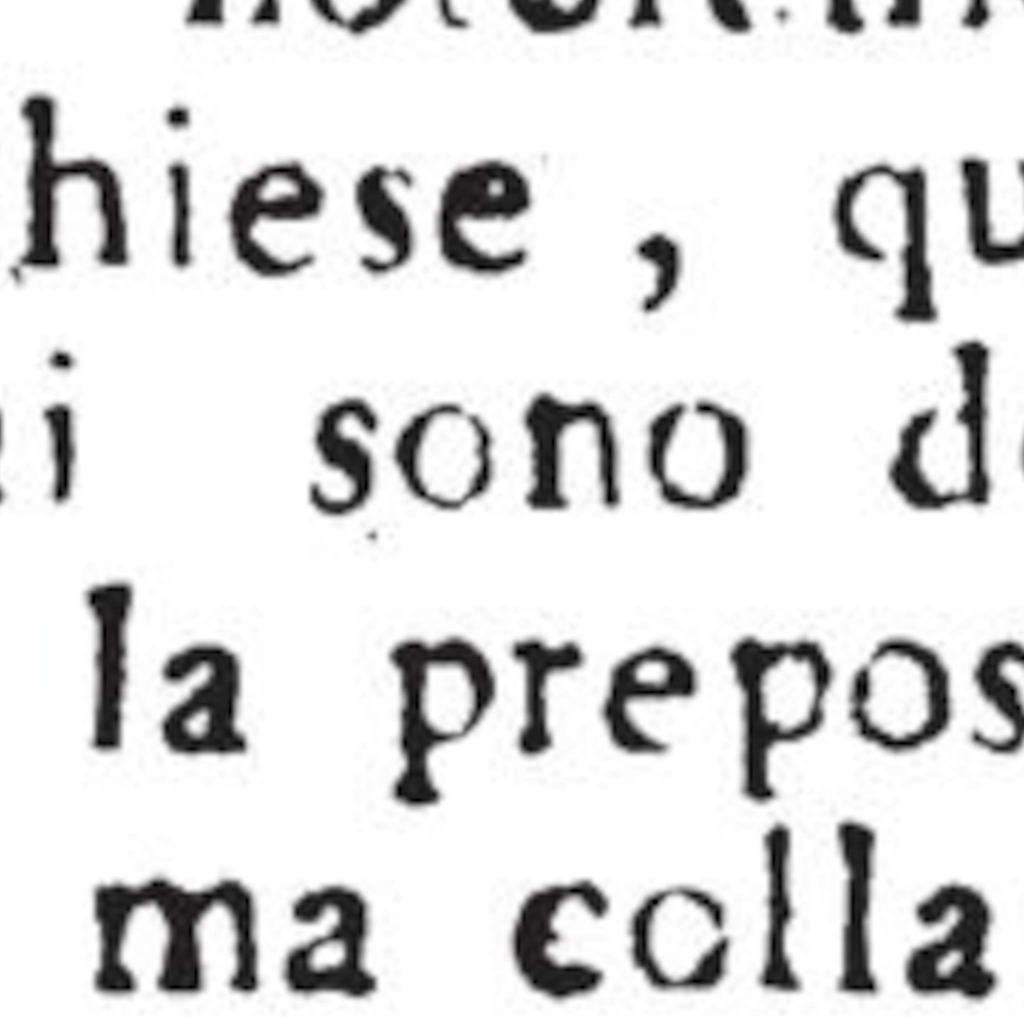 hiese , qu
i sono d
la prepos
ma colla